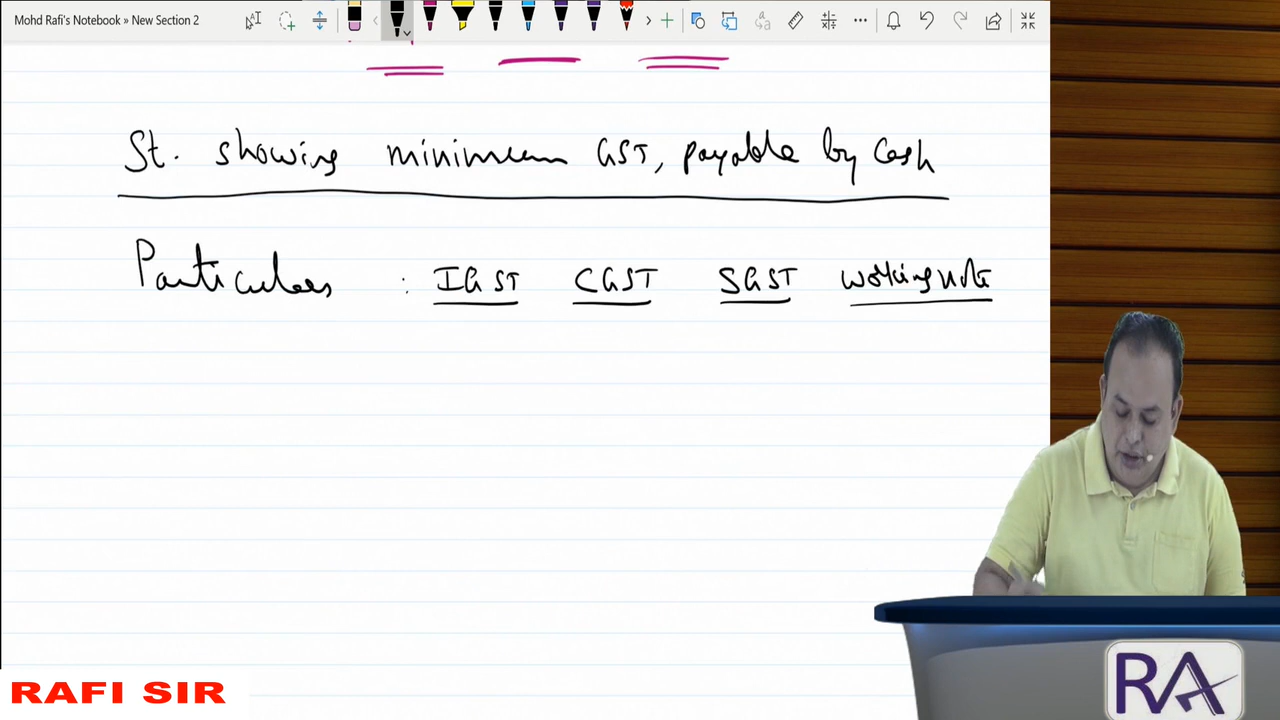 Mohd Rafi's Notebook » New Section 2
St. showing minimum GST, payable by Cash
Particulars : IGST CGST SGST Working note
RAFI SIR
RA